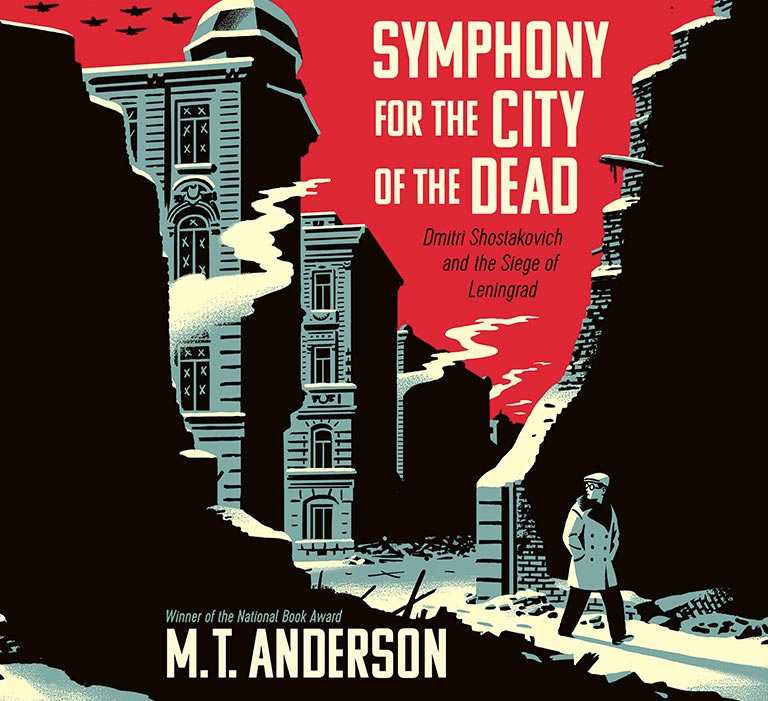 SYMPHONY
FOR THE CITY
OF THE DEAD
Dmitri Shostakovich
and the Siege of
Leningrad
Winner of the National Book Award
M.T. ANDERSON